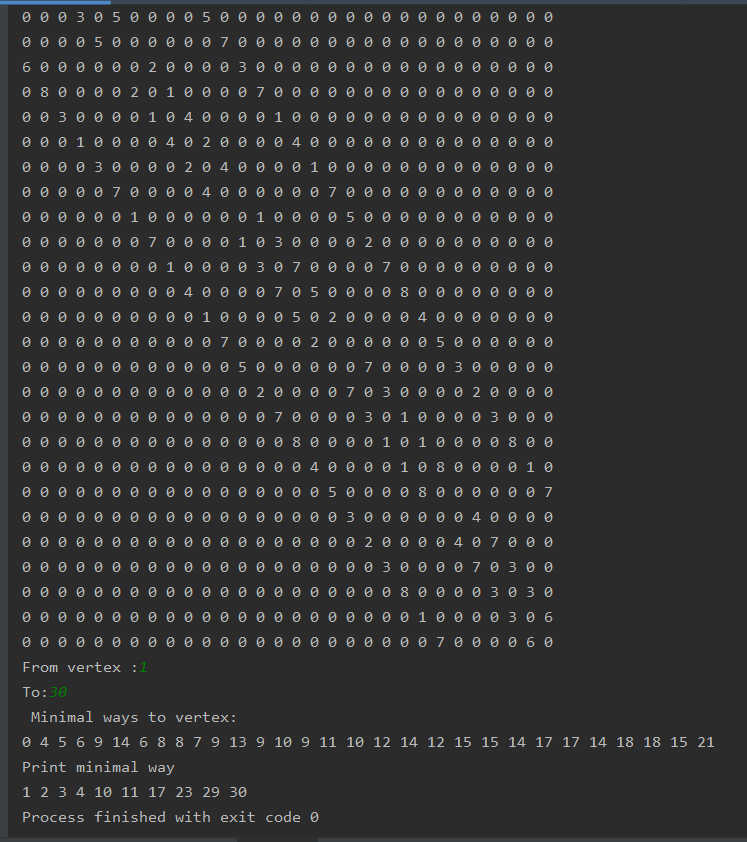 0 0 0 3 0 5 0 0 0 0 5 0 0 0 0 0 0 0 0 0 0 0 0 0 0 0 0 0 0 0
0 0 0 0 5 0 0 0 0 0 0 7 0 0 0 0 0 0 0 0 0 0 0 0 0 0 0 0 0 0
6 0 0 0 0 0 0 2 0 0 0 0 3 0 0 0 0 0 0 0 0 0 0 0 0 0 0 0 0 0
0 8 0 0 0 0 2 0 1 0 0 0 0 7 0 0 0 0 0 0 0 0 0 0 0 0 0 0 0 0
0 0 3 0 0 0 0 1 0 4 0 0 0 0 1 0 0 0 0 0 0 0 0 0 0 0 0 0 0 0
0 0 0 1 0 0 0 0 4 0 2 0 0 0 0 4 0 0 0 0 0 0 0 0 0 0 0 0 0 0
0 0 0 0 3 0 0 0 0 2 0 4 0 0 0 0 1 0 0 0 0 0 0 0 0 0 0 0 0 0
0 0 0 0 0 7 0 0 0 0 4 0 0 0 0 0 0 7 0 0 0 0 0 0 0 0 0 0 0 0
0 0 0 0 0 0 1 0 0 0 0 0 0 1 0 0 0 0 5 0 0 0 0 0 0 0 0 0 0 0
0 0 0 0 0 0 0 7 0 0 0 0 1 0 3 0 0 0 0 2 0 0 0 0 0 0 0 0 0 0
0 0 0 0 0 0 0 0 1 0 0 0 0 3 0 7 0 0 0 0 7 0 0 0 0 0 0 0 0 0
0 0 0 0 0 0 0 0 0 4 0 0 0 0 7 0 5 0 0 0 0 8 0 0 0 0 0 0 0 0
0 0 0 0 0 0 0 0 0 0 1 0 0 0 0 5 0 2 0 0 0 0 4 0 0 0 0 0 0 0
0 0 0 0 0 0 0 0 0 0 0 7 0 0 0 0 2 0 0 0 0 0 0 5 0 0 0 0 0 0
0 0 0 0 0 0 0 0 0 0 0 0 5 0 0 0 0 0 0 7 0 0 0 0 3 0 0 0 0 0
0 0 0 0 0 0 0 0 0 0 0 0 0 2 0 0 0 0 7 0 3 0 0 0 0 2 0 0 0 0
0 0 0 0 0 0 0 0 0 0 0 0 0 0 7 0 0 0 0 3 0 1 0 0 0 0 3 0 0 0
0 0 0 0 0 0 0 0 0 0 0 0 0 0 0 8 0 0 0 0 1 0 1 0 0 0 0 8 0 0
0 0 0 0 0 0 0 0 0 0 0 0 0 0 0 0 4 0 0 0 0 1 0 8 0 0 0 0 1 0
0 0 0 0 0 0 0 0 0 0 0 0 0 0 0 0 0 5 0 0 0 0 8 0 0 0 0 0 0 7
0 0 0 0 0 0 0 0 0 0 0 0 0 0 0 0 0 0 3 0 0 0 0 0 0 4 0 0 0 0
0 0 0 0 0 0 0 0 0 0 0 0 0 0 0 0 0 0 0 2 0 0 0 0 4 0 7 0 0 0
0 0 0 0 0 0 0 0 0 0 0 0 0 0 0 0 0 0 0 0 3 0 0 0 0 7 0 3 0 0
0 0 0 0 0 0 0 0 0 0 0 0 0 0 0 0 0 0 0 0 0 8 0 0 0 0 3 0 3 0
0 0 0 0 0 0 0 0 0 0 0 0 0 0 0 0 0 0 0 0 0 0 1 0 0 0 0 3 0 6
0 0 0 0 0 0 0 0 0 0 0 0 0 0 0 0 0 0 0 0 0 0 0 7 0 0 0 0 6 0
From vertex :1
To:30
Minimal ways to vertex:
0 4 5 6 9 14 6 8 8 7 9 13 9 10 9 11 10 12 14 12 15 15 14 17 17 14 18 18 15 21
Print minimal way
1 2 3 4 10 11 17 23 29 30
Process finished with exit code 0